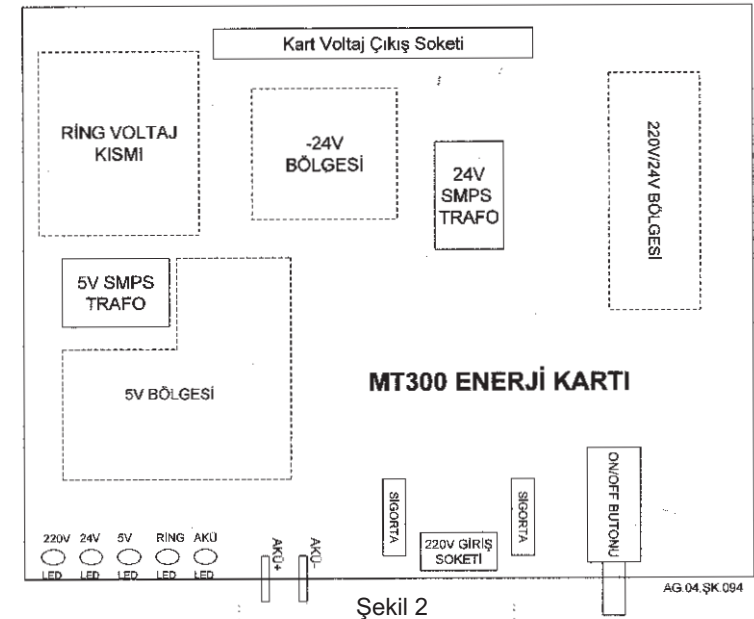 Kart Voltaj Çıkış Soketi
RİNG VOLTAJ
KISMI
-24V
BÖLGESİ
24V
SMPS
TRAFO
220V/24V BÖLGESİ
5V SMPS
TRAFO
5V BÖLGESİ
MT300 ENERJİ KARTI
220V 24V 5V RİNG AKÜ
LED LED LED LED LED
AKÜ+
AKÜ-
SİGORTA
220V GİRİŞ
SOKETİ
SİGORTA
ON/OFF BUTONU
AG.04.ŞK.094
Şekil 2